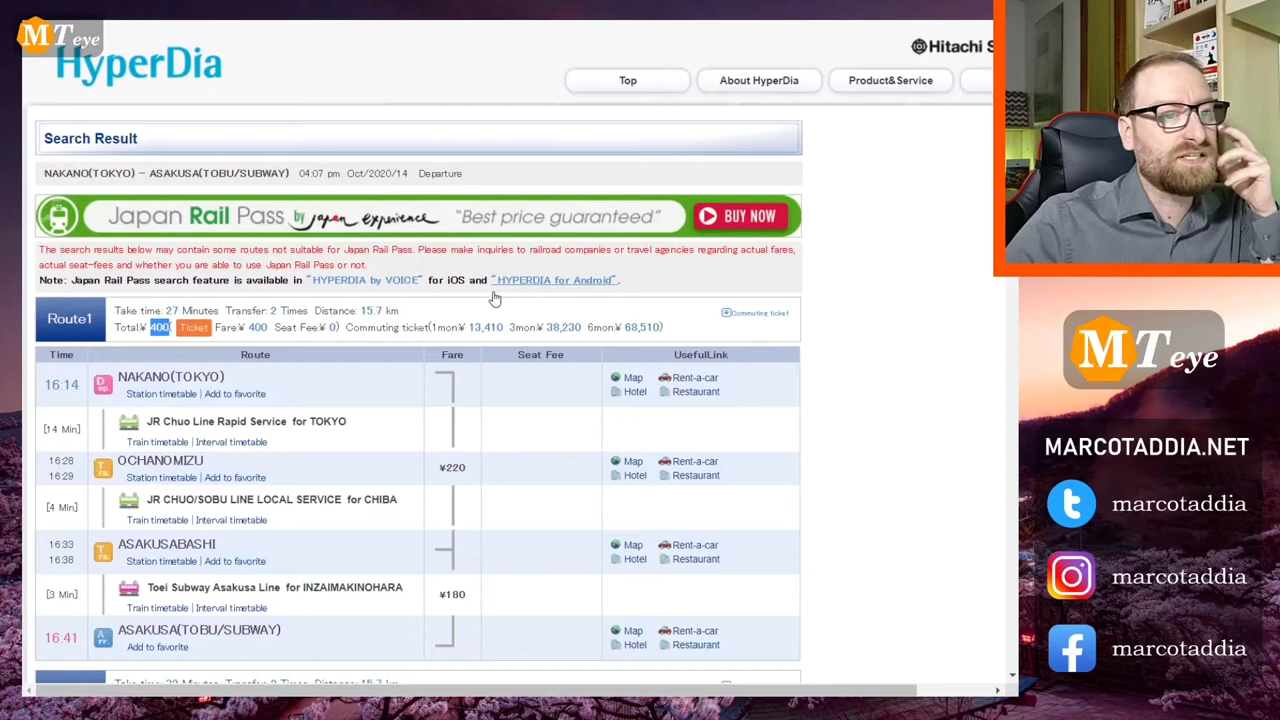 MT eye
HyperDia
Hitachi S
Top
About HyperDia
Product&Service
Search Result
NAKANO(TOKYO) - ASAKUSA(TOBU/SUBWAY) 04:07 pm Oct/2020/14 Departure
Japan Rail Pass by japan experience "Best price guaranteed" BUY NOW
The search results below may contain some routes not suitable for Japan Rail Pass. Please make inquiries to railroad companies or travel agencies regarding actual fares,
actual seat-fees and whether you are able to use Japan Rail Pass or not.
Note: Japan Rail Pass search feature is available in "HYPERDIA by VOICE" for iOS and "HYPERDIA for Android".
Route1
Take time: 27 Minutes Transfer: 2 Times Distance: 15.7 km
Commuting ticket
Total:¥ 400( Ticket Fare:¥ 400 Seat Fee:¥ 0) Commuting ticket(1mon:¥ 13,410 3mon:¥ 38,230 6mon:¥ 68,510)
Time Route Fare Seat Fee UsefulLink
16:14 Dep. NAKANO(TOKYO) Map Rent-a-car
Station timetable | Add to favorite Hotel Restaurant
[14 Min] JR Chuo Line Rapid Service for TOKYO
Train timetable | Interval timetable
16:28 OCHANOMIZU ¥220 Map Rent-a-car
16:29 Station timetable | Add to favorite Hotel Restaurant
[4 Min] JR CHUO/SOBU LINE LOCAL SERVICE for CHIBA
Train timetable | Interval timetable
16:33 ASAKUSABASHI Map Rent-a-car
16:38 Station timetable | Add to favorite Hotel Restaurant
[3 Min] Toei Subway Asakusa Line for INZAIMAKINOHARA ¥180
Train timetable | Interval timetable
16:41 Arr. ASAKUSA(TOBU/SUBWAY) Map Rent-a-car
Add to favorite Hotel Restaurant
MT eye
MARCOTADDIA.NET
marcotaddia
marcotaddia
marcotaddia